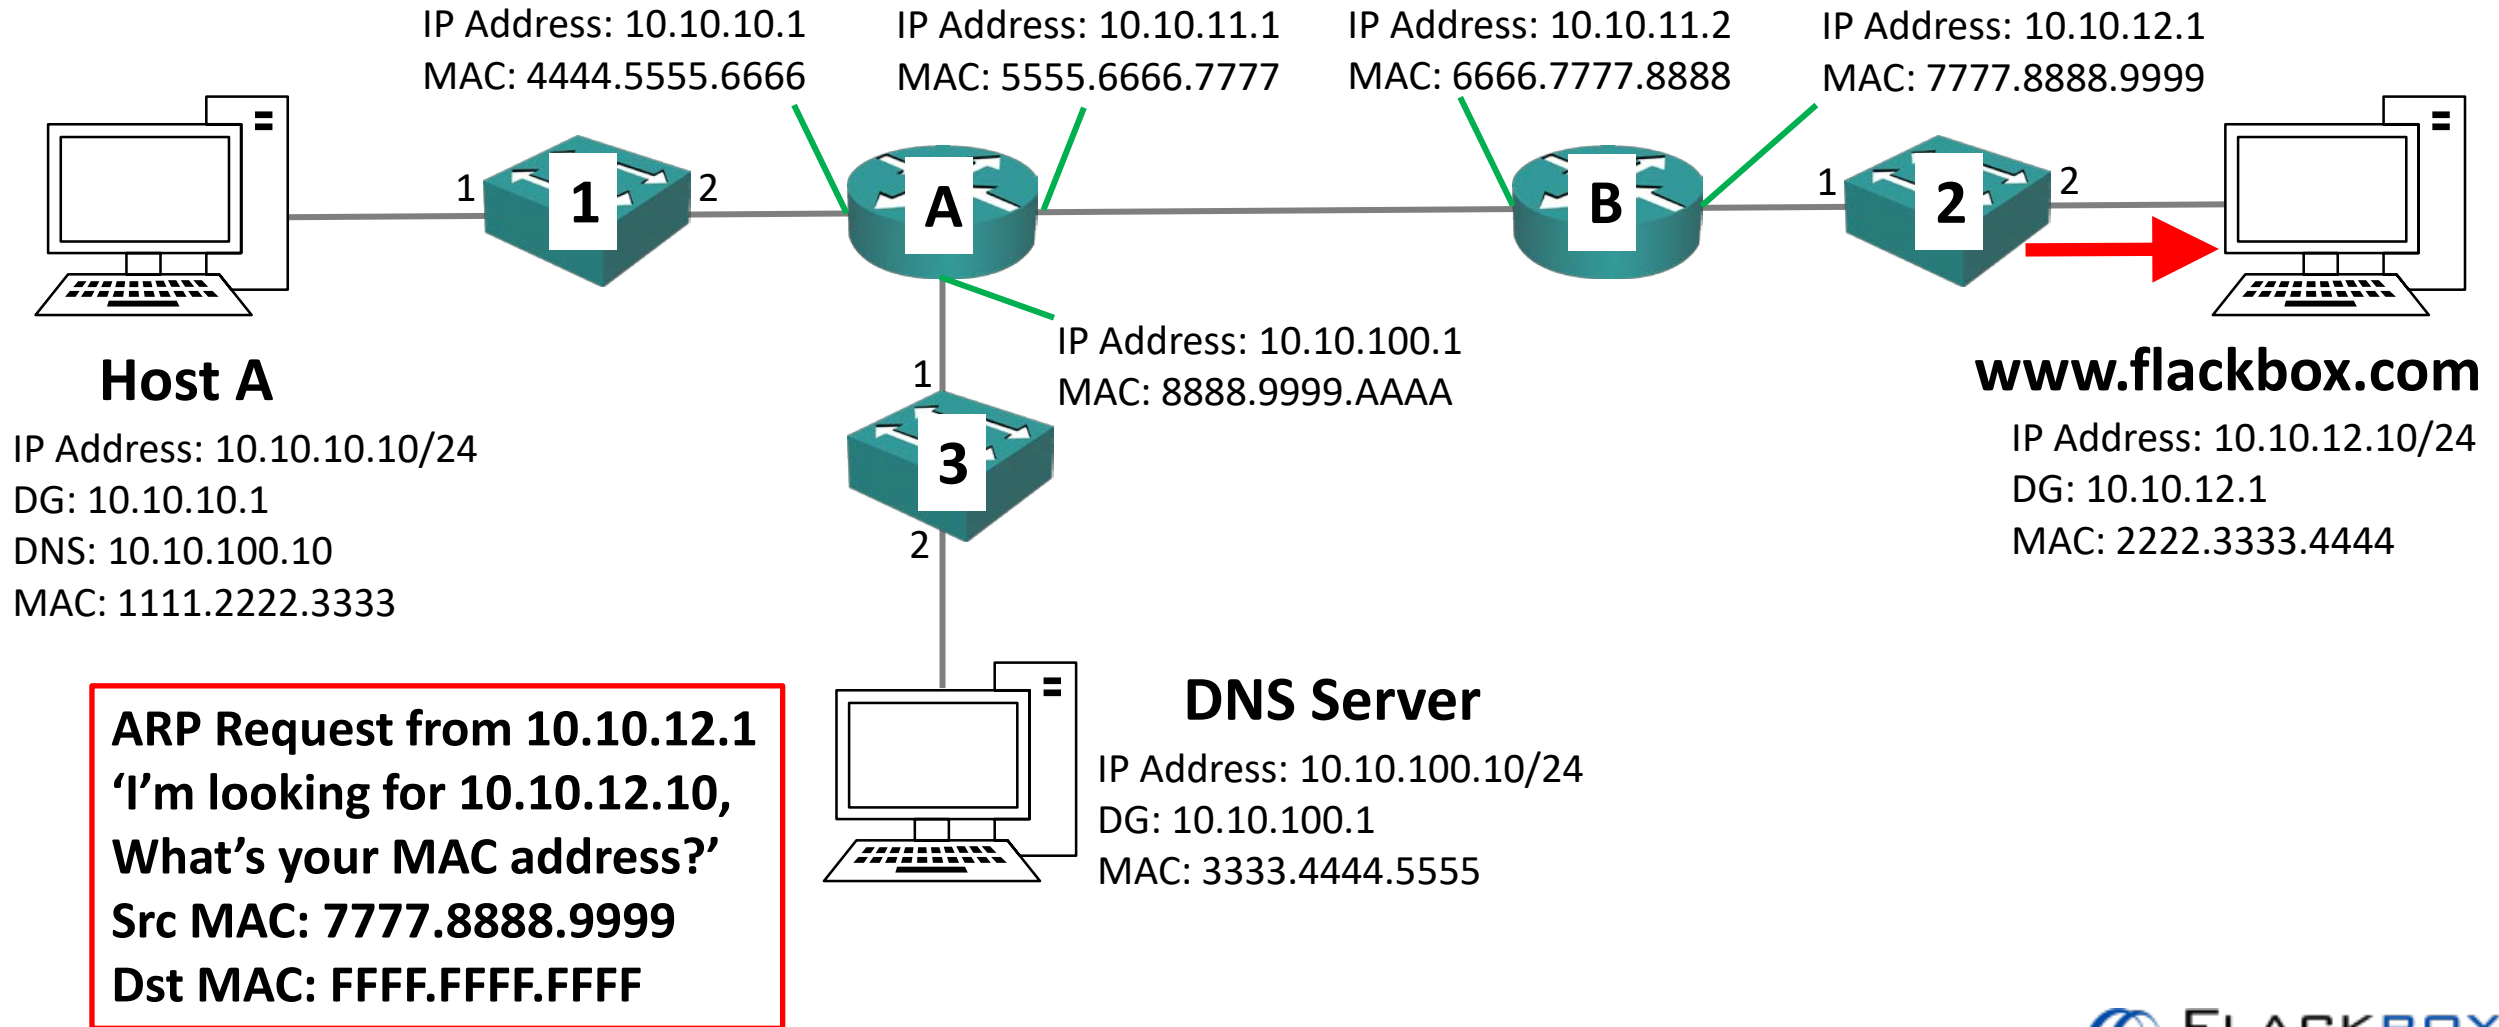 IP Address: 10.10.10.1
MAC: 4444.5555.6666
IP Address: 10.10.11.1
MAC: 5555.6666.7777
IP Address: 10.10.11.2
MAC: 6666.7777.8888
IP Address: 10.10.12.1
MAC: 7777.8888.9999
1
1
2
A
B
1
2
2
IP Address: 10.10.100.1
MAC: 8888.9999.AAAA
1
3
2
Host A
IP Address: 10.10.10.10/24
DG: 10.10.10.1
DNS: 10.10.100.10
MAC: 1111.2222.3333
www.flackbox.com
IP Address: 10.10.12.10/24
DG: 10.10.12.1
MAC: 2222.3333.4444
ARP Request from 10.10.12.1
‘I’m looking for 10.10.12.10,
What’s your MAC address?’
Src MAC: 7777.8888.9999
Dst MAC: FFFF.FFFF.FFFF
DNS Server
IP Address: 10.10.100.10/24
DG: 10.10.100.1
MAC: 3333.4444.5555
FLACKBOX